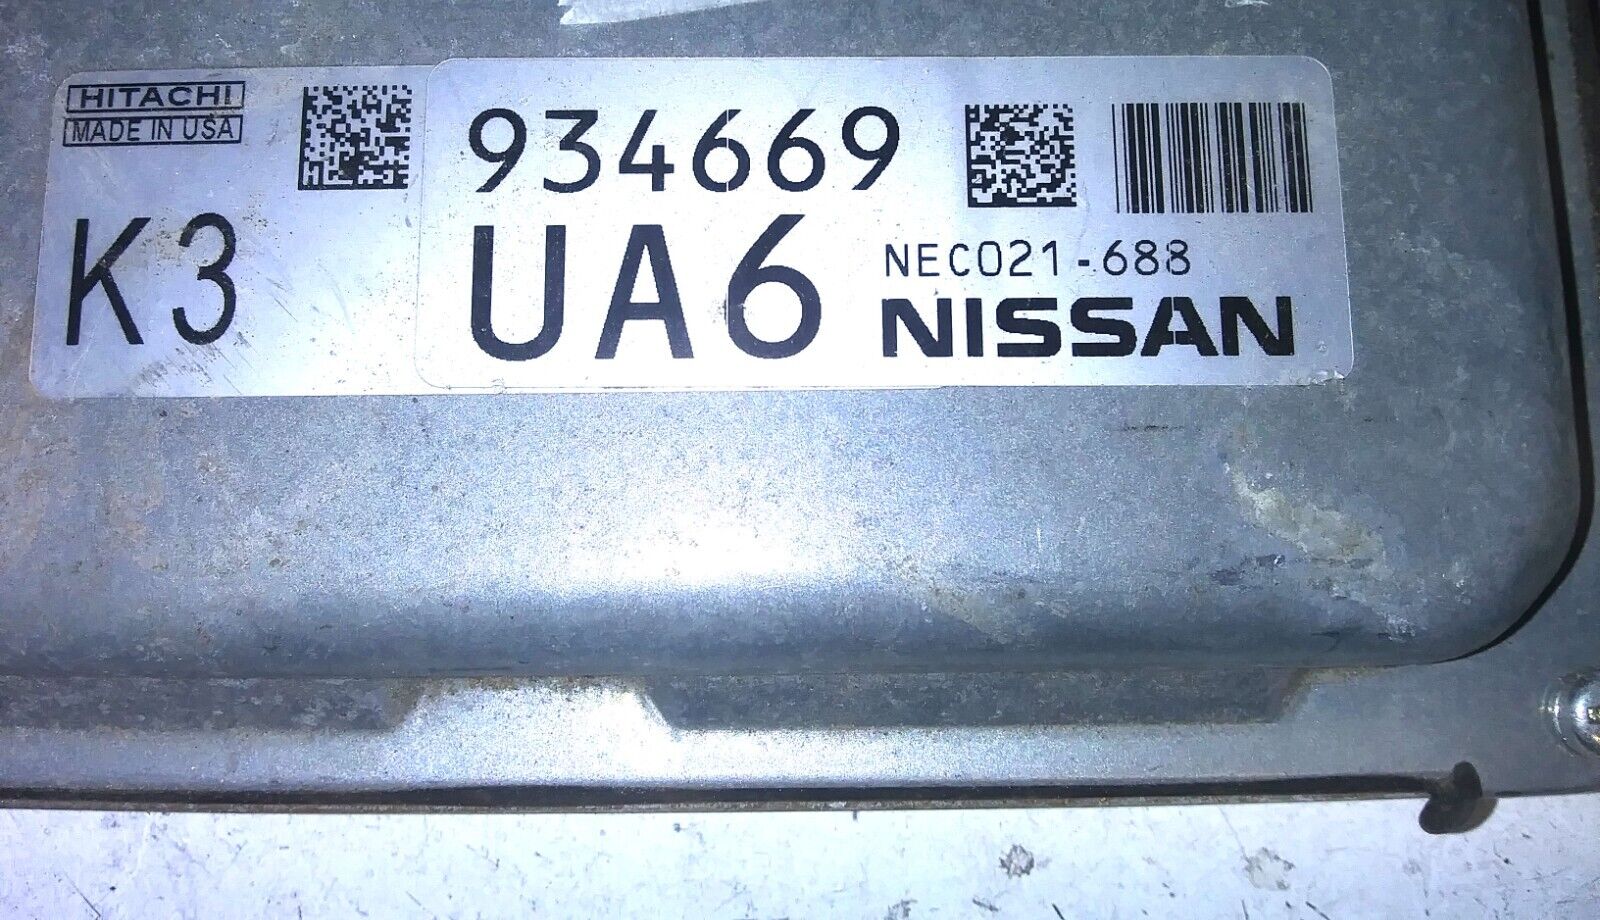 HITACHI
MADE IN USA
K3
934669
UA6
NEC021-688
NISSAN